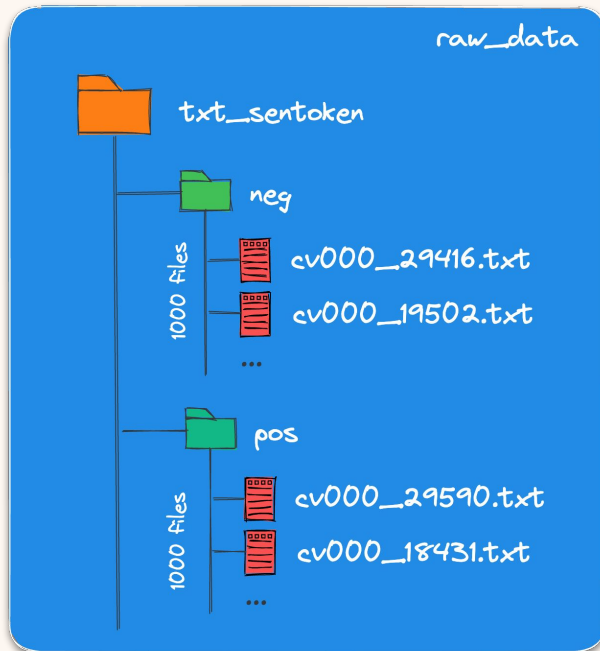 raw_data
txt_sentoken
neg
1000 files
cv000_29416.txt
cv000_19502.txt
...
pos
1000 files
cv000_29590.txt
cv000_18431.txt
...